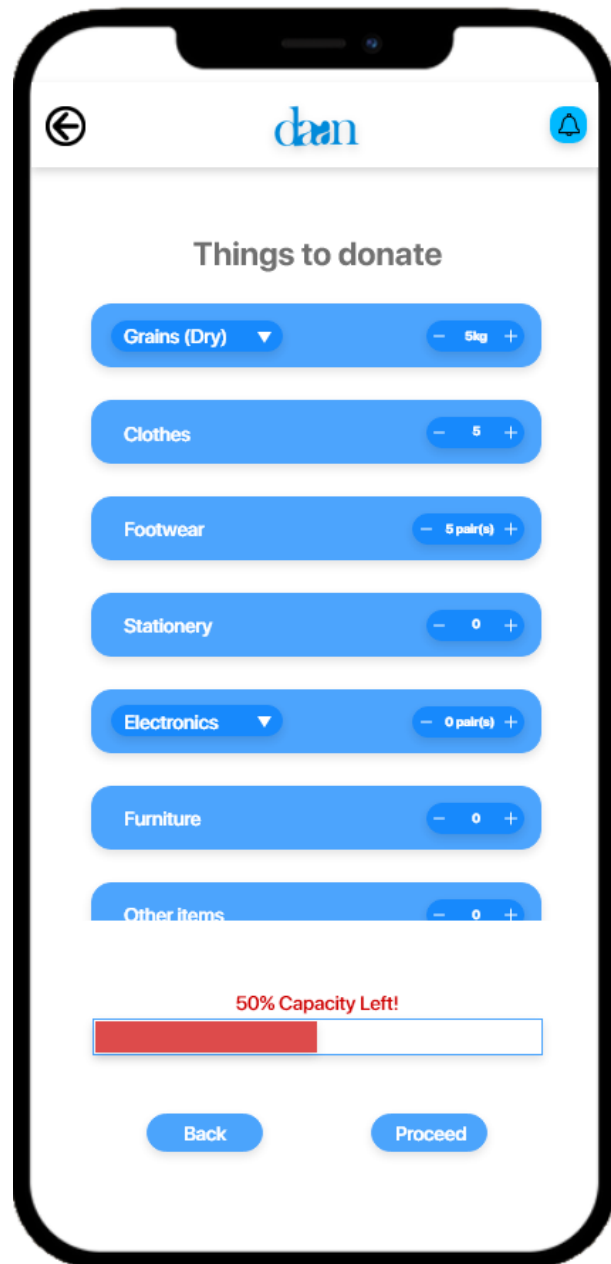 daan
Things to donate
Grains (Dry) ▼ − 5kg +
Clothes − 5 +
Footwear − 5 pair(s) +
Stationery − 0 +
Electronics ▼ − 0 pair(s) +
Furniture − 0 +
Other items − 0 +
50% Capacity Left!
Back Proceed